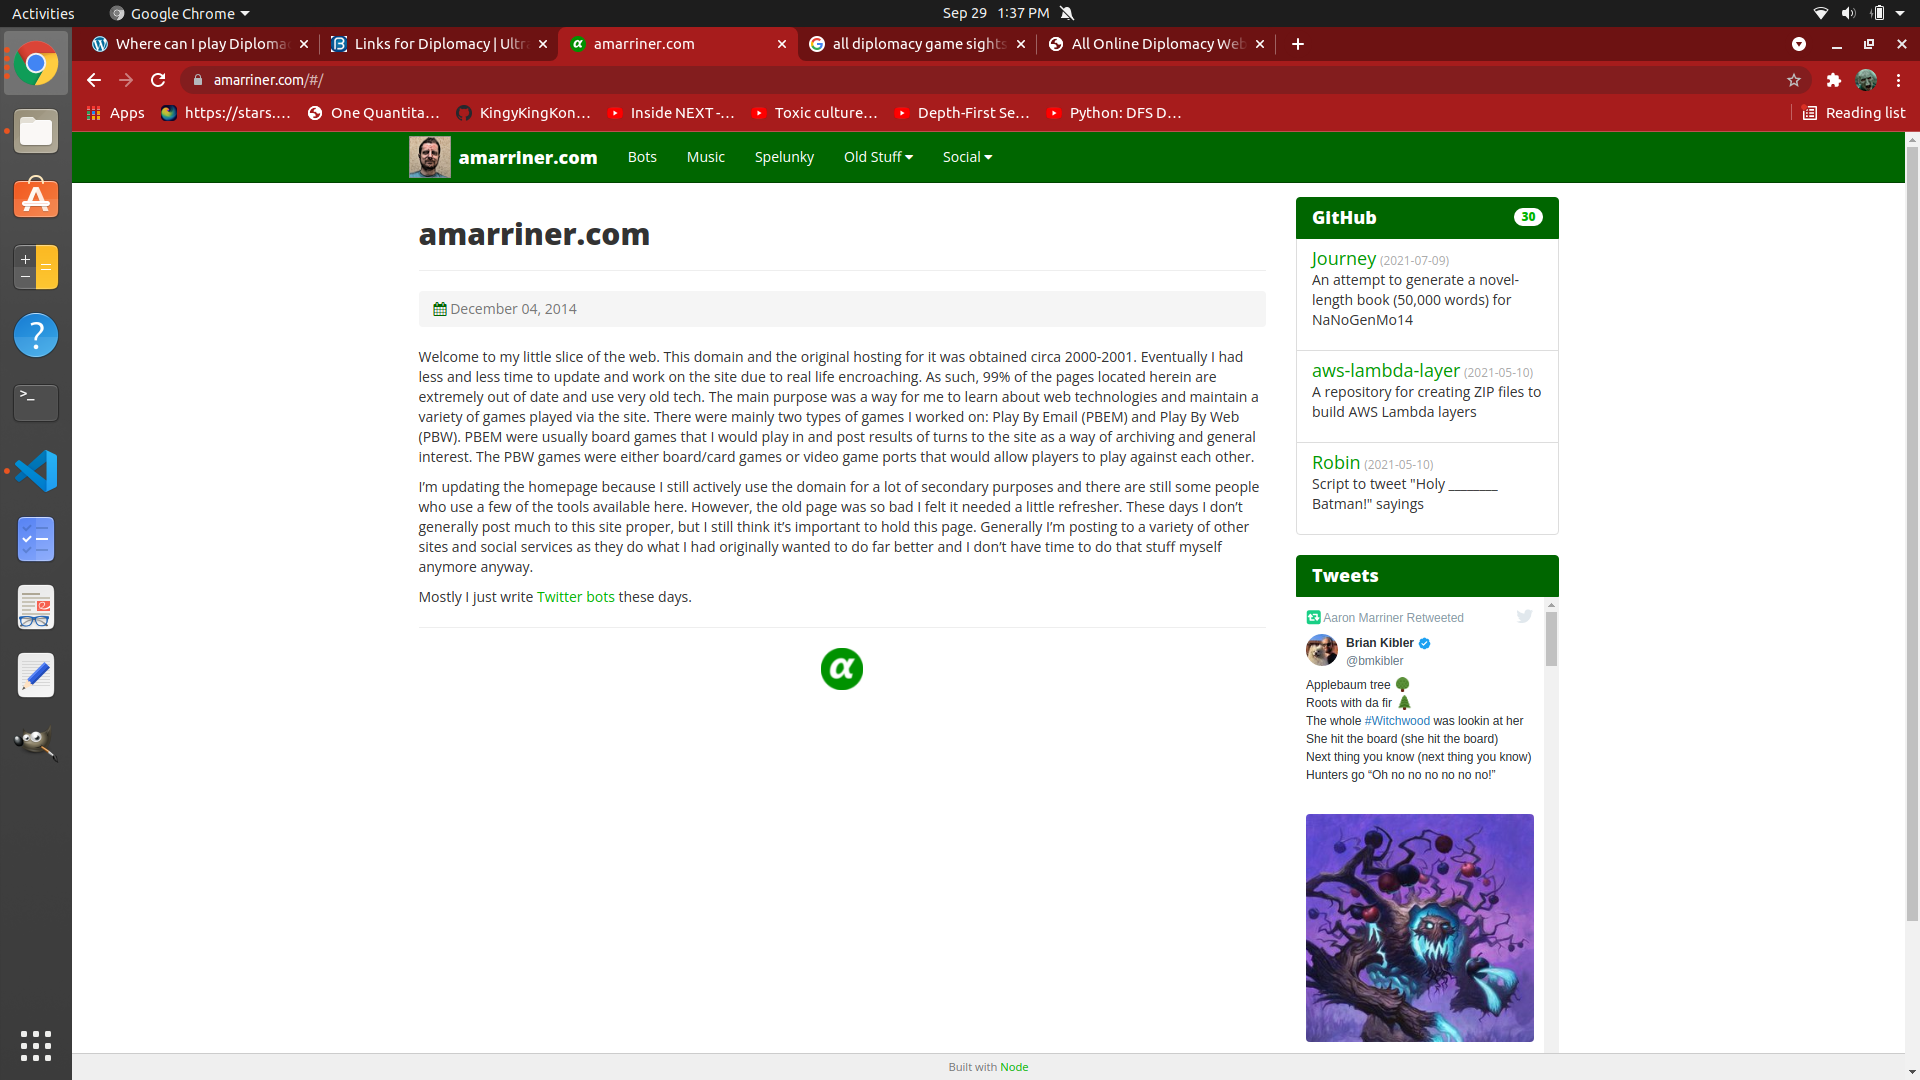 Activities
Google Chrome
Sep 29 1:37 PM
Where can I play Diplomac
Links for Diplomacy | Ultra
amarriner.com
all diplomacy game sights
All Online Diplomacy Web
amarriner.com/#/
Apps
https://stars....
One Quantita...
KingyKingKon...
Inside NEXT -...
Toxic culture...
Depth-First Se...
Python: DFS D...
Reading list
amarriner.com
Bots
Music
Spelunky
Old Stuff
Social
amarriner.com
December 04, 2014
Welcome to my little slice of the web. This domain and the original hosting for it was obtained circa 2000-2001. Eventually I had
less and less time to update and work on the site due to real life encroaching. As such, 99% of the pages located herein are
extremely out of date and use very old tech. The main purpose was a way for me to learn about web technologies and maintain a
variety of games played via the site. There were mainly two types of games I worked on: Play By Email (PBEM) and Play By Web
(PBW). PBEM were usually board games that I would play in and post results of turns to the site as a way of archiving and general
interest. The PBW games were either board/card games or video game ports that would allow players to play against each other.
I'm updating the homepage because I still actively use the domain for a lot of secondary purposes and there are still some people
who use a few of the tools available here. However, the old page was so bad I felt it needed a little refresher. These days I don't
generally post much to this site proper, but I still think it's important to hold this page. Generally I'm posting to a variety of other
sites and social services as they do what I had originally wanted to do far better and I don't have time to do that stuff myself
anymore anyway.
Mostly I just write Twitter bots these days.
α
GitHub
30
Journey (2021-07-09)
An attempt to generate a novel-
length book (50,000 words) for
NaNoGenMo14
aws-lambda-layer (2021-05-10)
A repository for creating ZIP files to
build AWS Lambda layers
Robin (2021-05-10)
Script to tweet "Holy ________
Batman!" sayings
Tweets
Aaron Marriner Retweeted
Brian Kibler
@bmkibler
Applebaum tree 🌳
Roots with da fir 🌲
The whole #Witchwood was lookin at her
She hit the board (she hit the board)
Next thing you know (next thing you know)
Hunters go “Oh no no no no no no!”
Built with Node